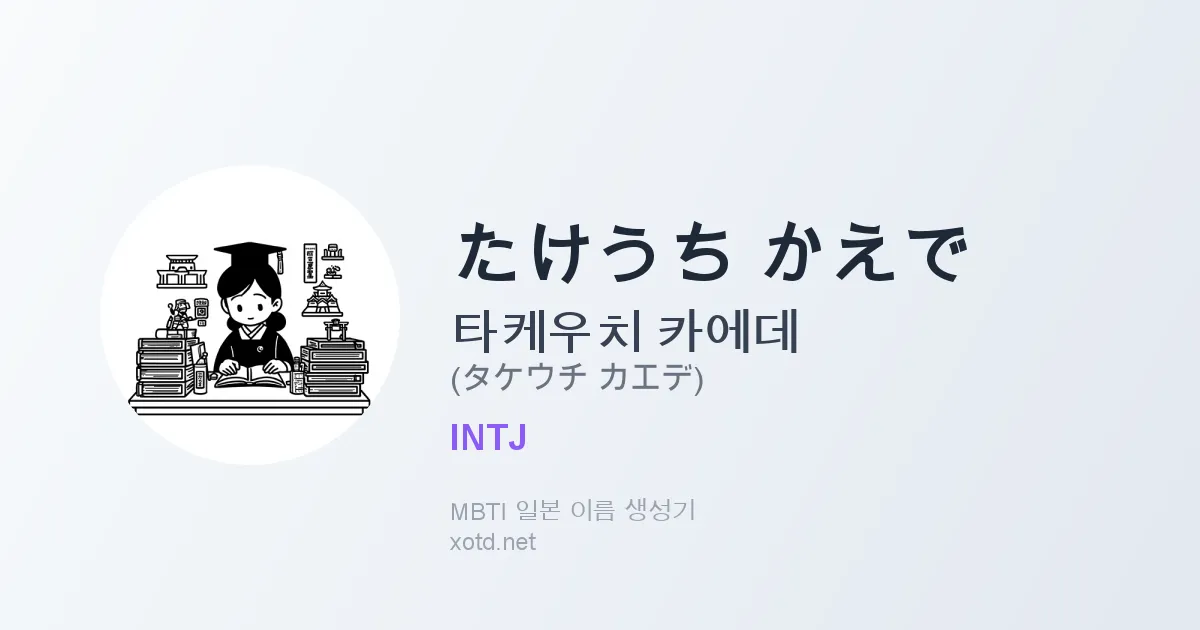 たけうち かえで
타케우치 카에데
(タケウチ カエデ)
INTJ
MBTI 일본 이름 생성기
xotd.net